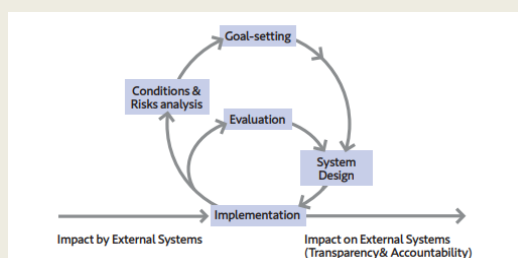 Goal-setting
Conditions &
Risks analysis
Evaluation
System
Design
Implementation
Impact by External Systems
Impact on External Systems
(Transparency& Accountability)